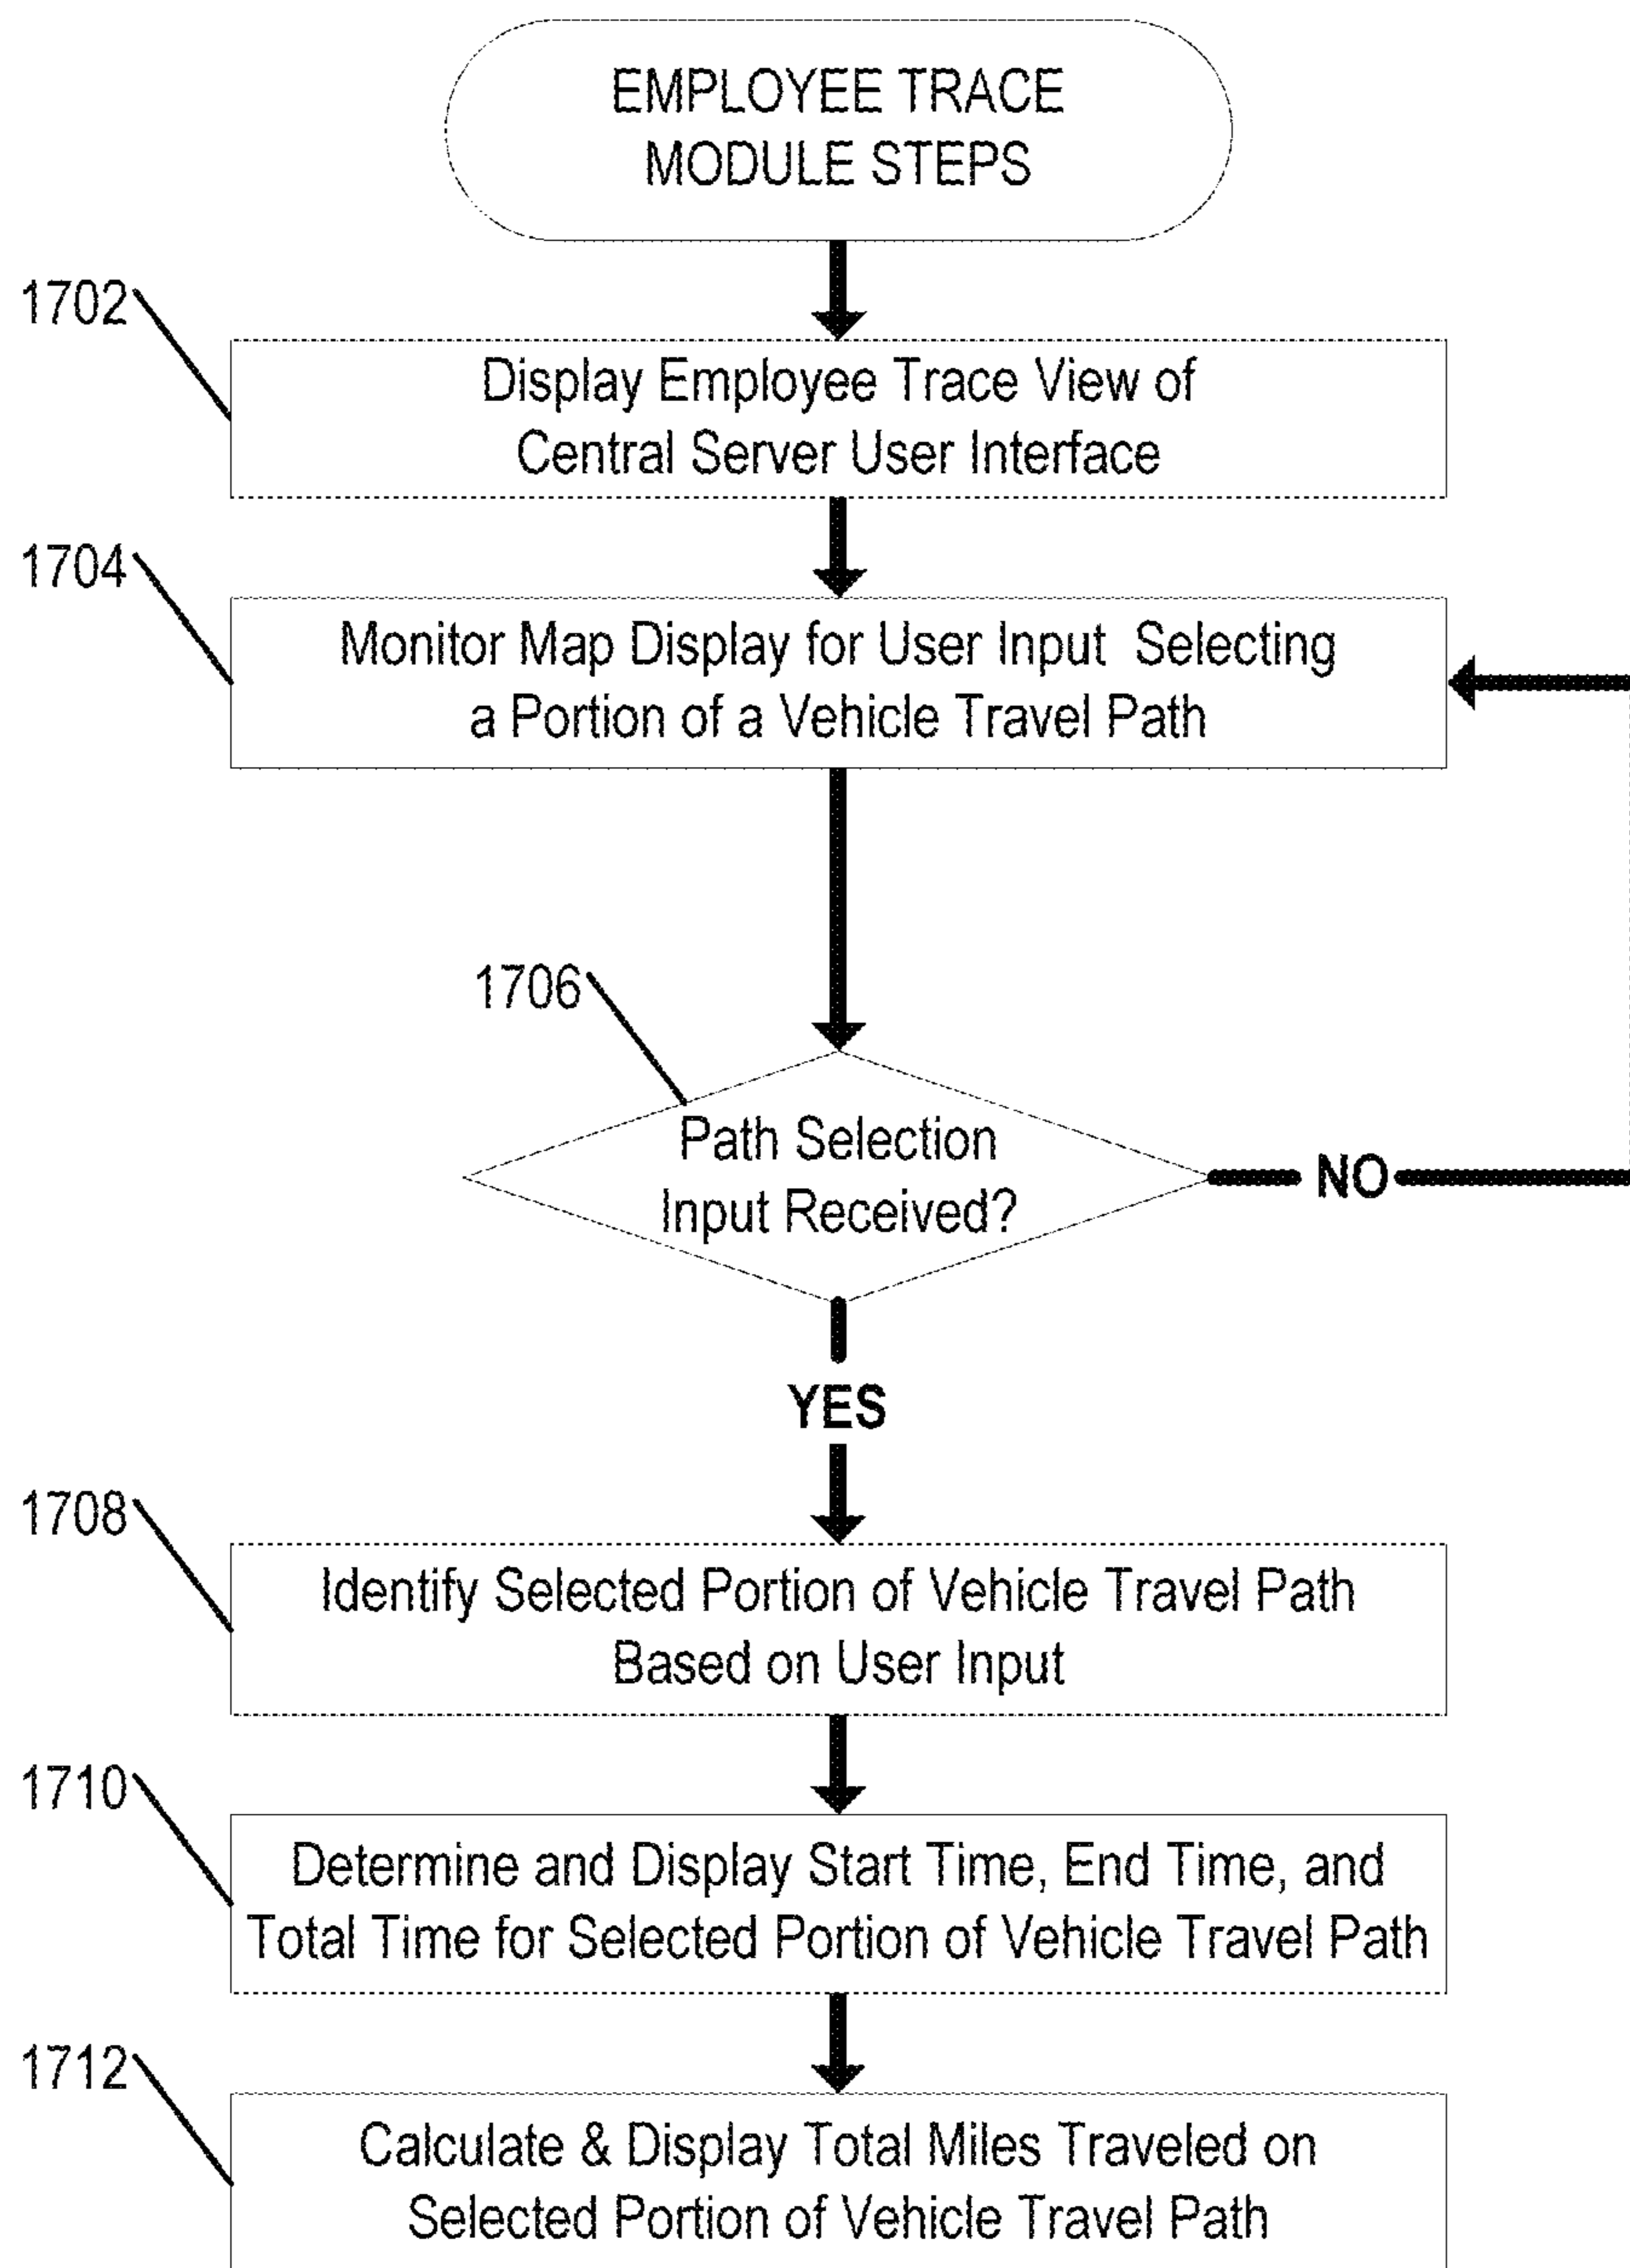 EMPLOYEE TRACE
MODULE STEPS
1702
Display Employee Trace View of
Central Server User Interface
1704
Monitor Map Display for User Input Selecting
a Portion of a Vehicle Travel Path
1706
Path Selection
Input Received?
NO
YES
1708
Identify Selected Portion of Vehicle Travel Path
Based on User Input
1710
Determine and Display Start Time, End Time, and
Total Time for Selected Portion of Vehicle Travel Path
1712
Calculate & Display Total Miles Traveled on
Selected Portion of Vehicle Travel Path